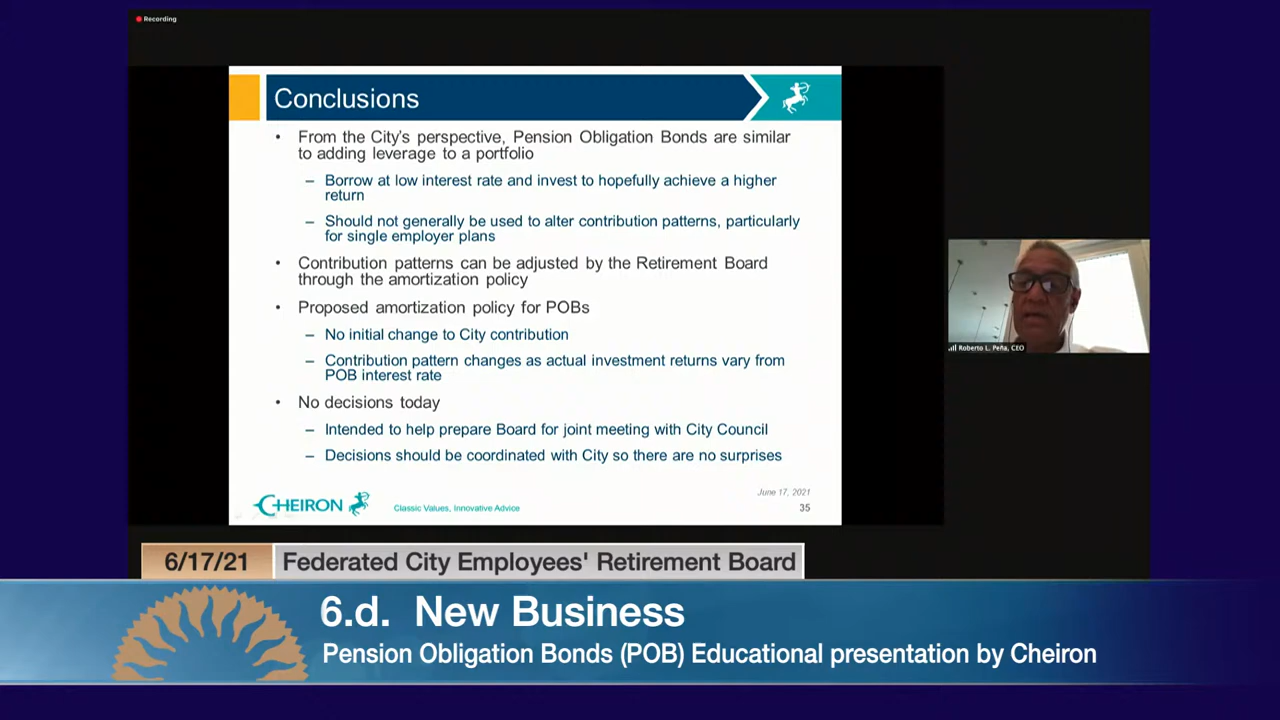 Recording
Conclusions
• From the City's perspective, Pension Obligation Bonds are similar
to adding leverage to a portfolio
– Borrow at low interest rate and invest to hopefully achieve a higher
return
– Should not generally be used to alter contribution patterns, particularly
for single employer plans
• Contribution patterns can be adjusted by the Retirement Board
through the amortization policy
• Proposed amortization policy for POBs
– No initial change to City contribution
– Contribution pattern changes as actual investment returns vary from
POB interest rate
• No decisions today
– Intended to help prepare Board for joint meeting with City Council
– Decisions should be coordinated with City so there are no surprises
June 17, 2021
CHEIRON
Classic Values, Innovative Advice
35
Roberto L. Peña, CEO
6/17/21
Federated City Employees' Retirement Board
6.d. New Business
Pension Obligation Bonds (POB) Educational presentation by Cheiron